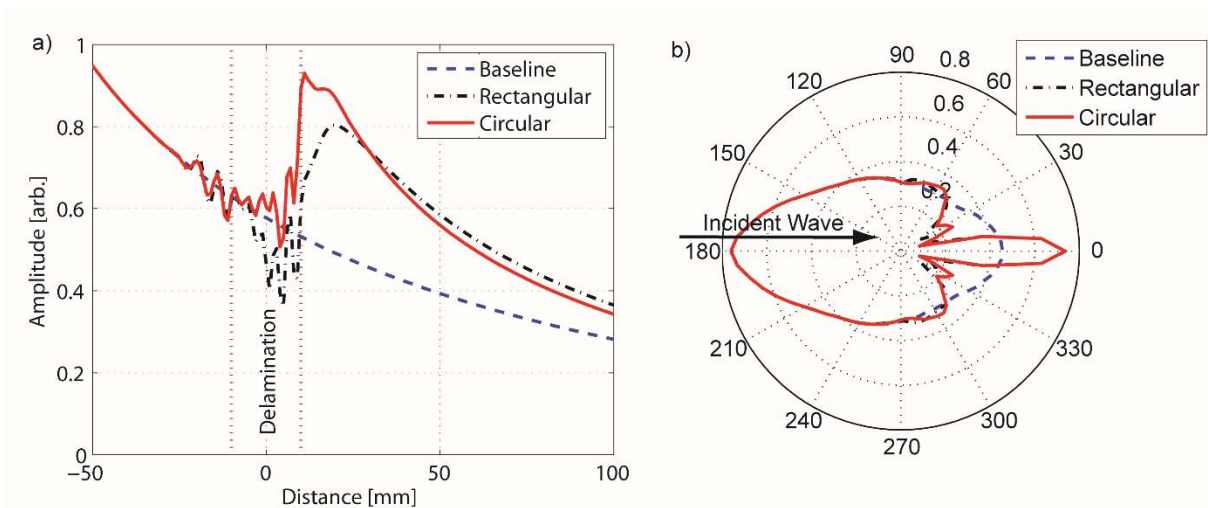 a)
1
0.8
0.6
0.4
0.2
0
Amplitude [arb.]
Baseline
Rectangular
Circular
Delamination
−50
0
50
100
Distance [mm]
b)
90
0.8
60
120
0.6
Baseline
Rectangular
Circular
0.4
150
30
0.2
Incident Wave
180
0
210
330
240
300
270